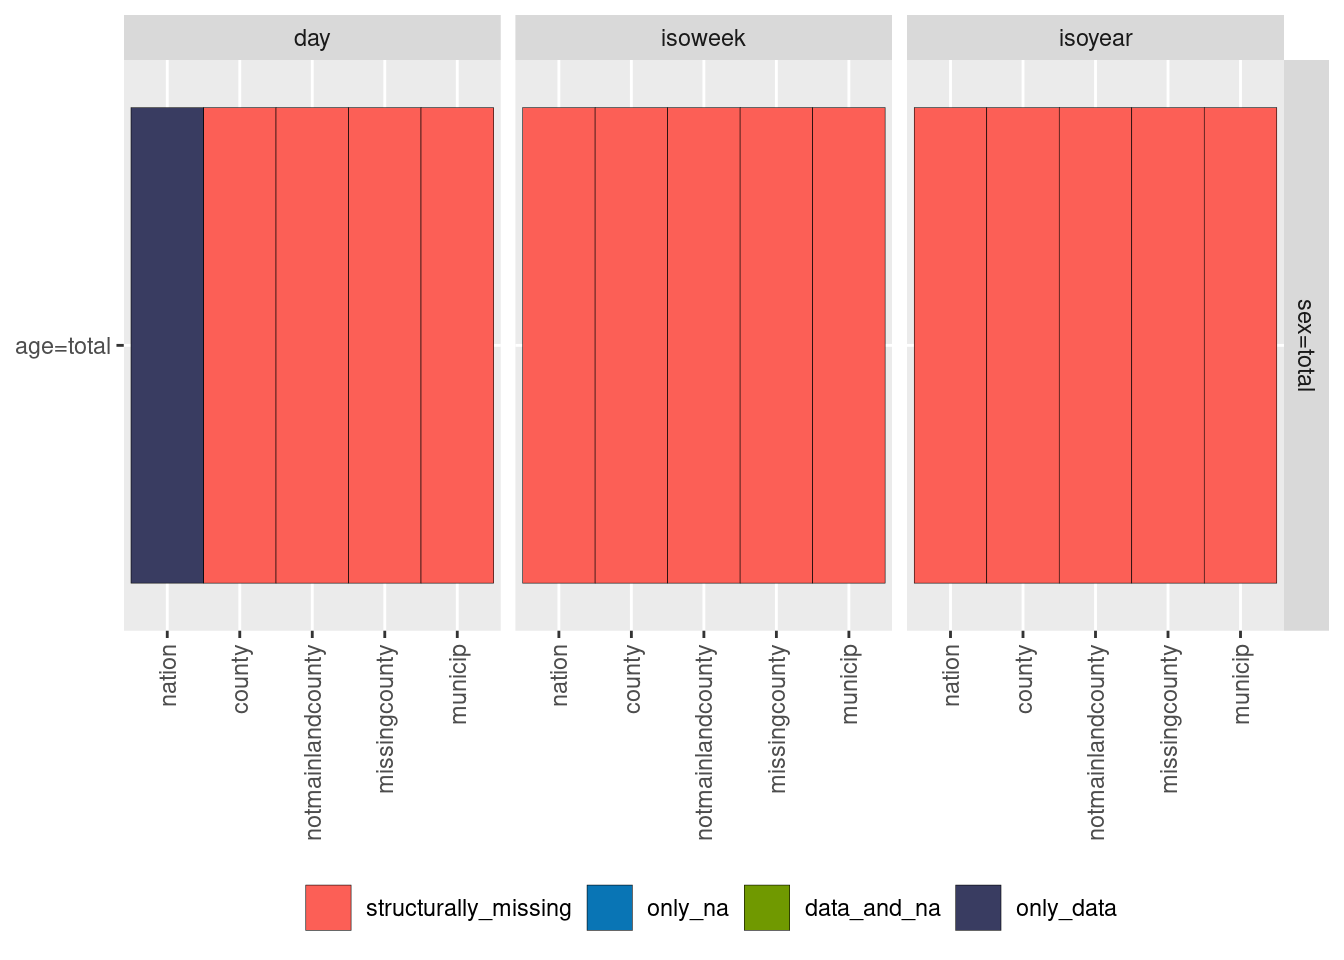 day
isoweek
isoyear
sex=total
age=total
nation
county
notmainlandcounty
missingcounty
municip
nation
county
notmainlandcounty
missingcounty
municip
nation
county
notmainlandcounty
missingcounty
municip
structurally_missing
only_na
data_and_na
only_data